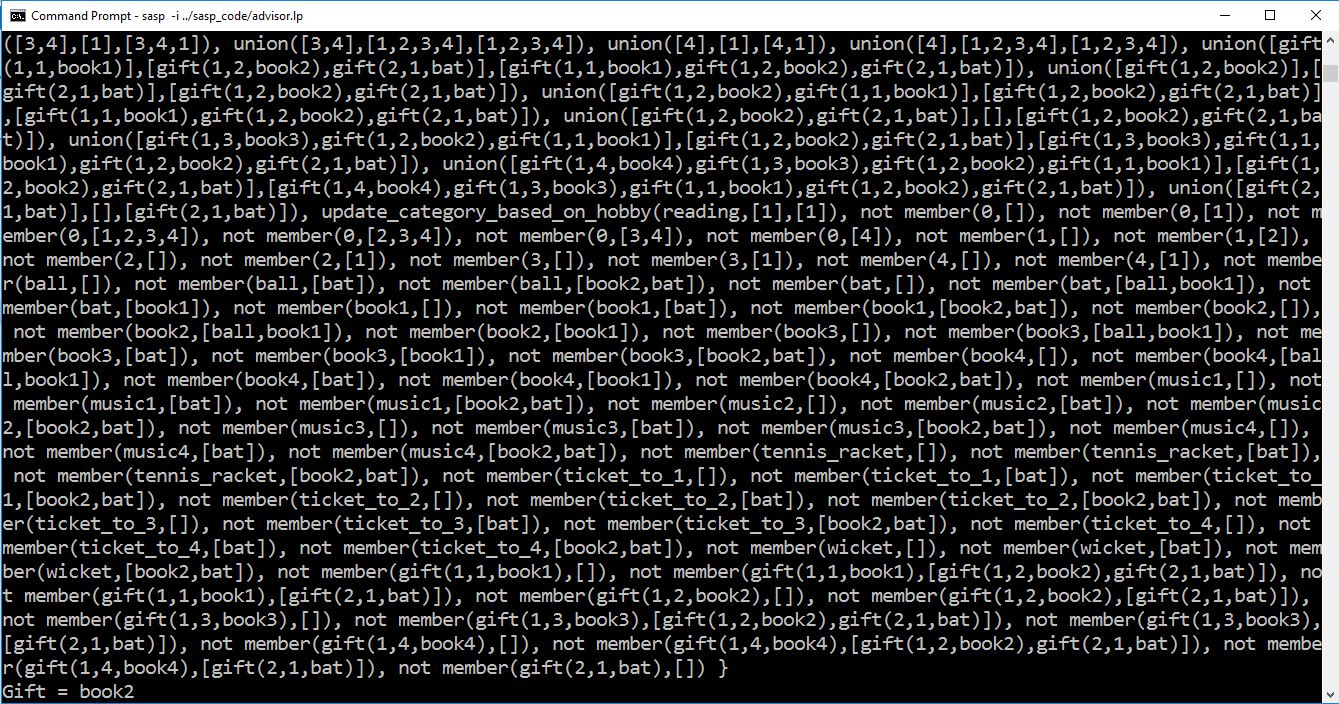 Command Prompt - sasp -i ../sasp_code/advisor.lp
([3,4],[1],[3,4,1]), union([3,4],[1,2,3,4],[1,2,3,4]), union([4],[1],[4,1]), union([4],[1,2,3,4],[1,2,3,4]), union([gift
(1,1,book1)],[gift(1,2,book2),gift(2,1,bat)],[gift(1,1,book1),gift(1,2,book2),gift(2,1,bat)]), union([gift(1,2,book2)],[
gift(2,1,bat)],[gift(1,2,book2),gift(2,1,bat)]), union([gift(1,2,book2),gift(1,1,book1)],[gift(1,2,book2),gift(2,1,bat)]
,[gift(1,1,book1),gift(1,2,book2),gift(2,1,bat)]), union([gift(1,2,book2),gift(2,1,bat)],[],[gift(1,2,book2),gift(2,1,ba
t)]), union([gift(1,3,book3),gift(1,2,book2),gift(1,1,book1)],[gift(1,2,book2),gift(2,1,bat)],[gift(1,3,book3),gift(1,1,
book1),gift(1,2,book2),gift(2,1,bat)]), union([gift(1,4,book4),gift(1,3,book3),gift(1,2,book2),gift(1,1,book1)],[gift(1,
2,book2),gift(2,1,bat)],[gift(1,4,book4),gift(1,3,book3),gift(1,1,book1),gift(1,2,book2),gift(2,1,bat)]), union([gift(2,
1,bat)],[],[gift(2,1,bat)]), update_category_based_on_hobby(reading,[1],[1]), not member(0,[]), not member(0,[1]), not m
ember(0,[1,2,3,4]), not member(0,[2,3,4]), not member(0,[3,4]), not member(0,[4]), not member(1,[]), not member(1,[2]),
not member(2,[]), not member(2,[1]), not member(3,[]), not member(3,[1]), not member(4,[]), not member(4,[1]), not membe
r(ball,[]), not member(ball,[bat]), not member(ball,[book2,bat]), not member(bat,[]), not member(bat,[ball,book1]), not
member(bat,[book1]), not member(book1,[]), not member(book1,[bat]), not member(book1,[book2,bat]), not member(book2,[]),
not member(book2,[ball,book1]), not member(book2,[book1]), not member(book3,[]), not member(book3,[ball,book1]), not me
mber(book3,[bat]), not member(book3,[book1]), not member(book3,[book2,bat]), not member(book4,[]), not member(book4,[bal
l,book1]), not member(book4,[bat]), not member(book4,[book1]), not member(book4,[book2,bat]), not member(music1,[]), not
member(music1,[bat]), not member(music1,[book2,bat]), not member(music2,[]), not member(music2,[bat]), not member(music
2,[book2,bat]), not member(music3,[]), not member(music3,[bat]), not member(music3,[book2,bat]), not member(music4,[]),
not member(music4,[bat]), not member(music4,[book2,bat]), not member(tennis_racket,[]), not member(tennis_racket,[bat]),
not member(tennis_racket,[book2,bat]), not member(ticket_to_1,[]), not member(ticket_to_1,[bat]), not member(ticket_to_
1,[book2,bat]), not member(ticket_to_2,[]), not member(ticket_to_2,[bat]), not member(ticket_to_2,[book2,bat]), not memb
er(ticket_to_3,[]), not member(ticket_to_3,[bat]), not member(ticket_to_3,[book2,bat]), not member(ticket_to_4,[]), not
member(ticket_to_4,[bat]), not member(ticket_to_4,[book2,bat]), not member(wicket,[]), not member(wicket,[bat]), not mem
ber(wicket,[book2,bat]), not member(gift(1,1,book1),[]), not member(gift(1,1,book1),[gift(1,2,book2),gift(2,1,bat)]), no
t member(gift(1,1,book1),[gift(2,1,bat)]), not member(gift(1,2,book2),[]), not member(gift(1,2,book2),[gift(2,1,bat)]),
not member(gift(1,3,book3),[]), not member(gift(1,3,book3),[gift(1,2,book2),gift(2,1,bat)]), not member(gift(1,3,book3),
[gift(2,1,bat)]), not member(gift(1,4,book4),[]), not member(gift(1,4,book4),[gift(1,2,book2),gift(2,1,bat)]), not membe
r(gift(1,4,book4),[gift(2,1,bat)]), not member(gift(2,1,bat),[]) }
Gift = book2